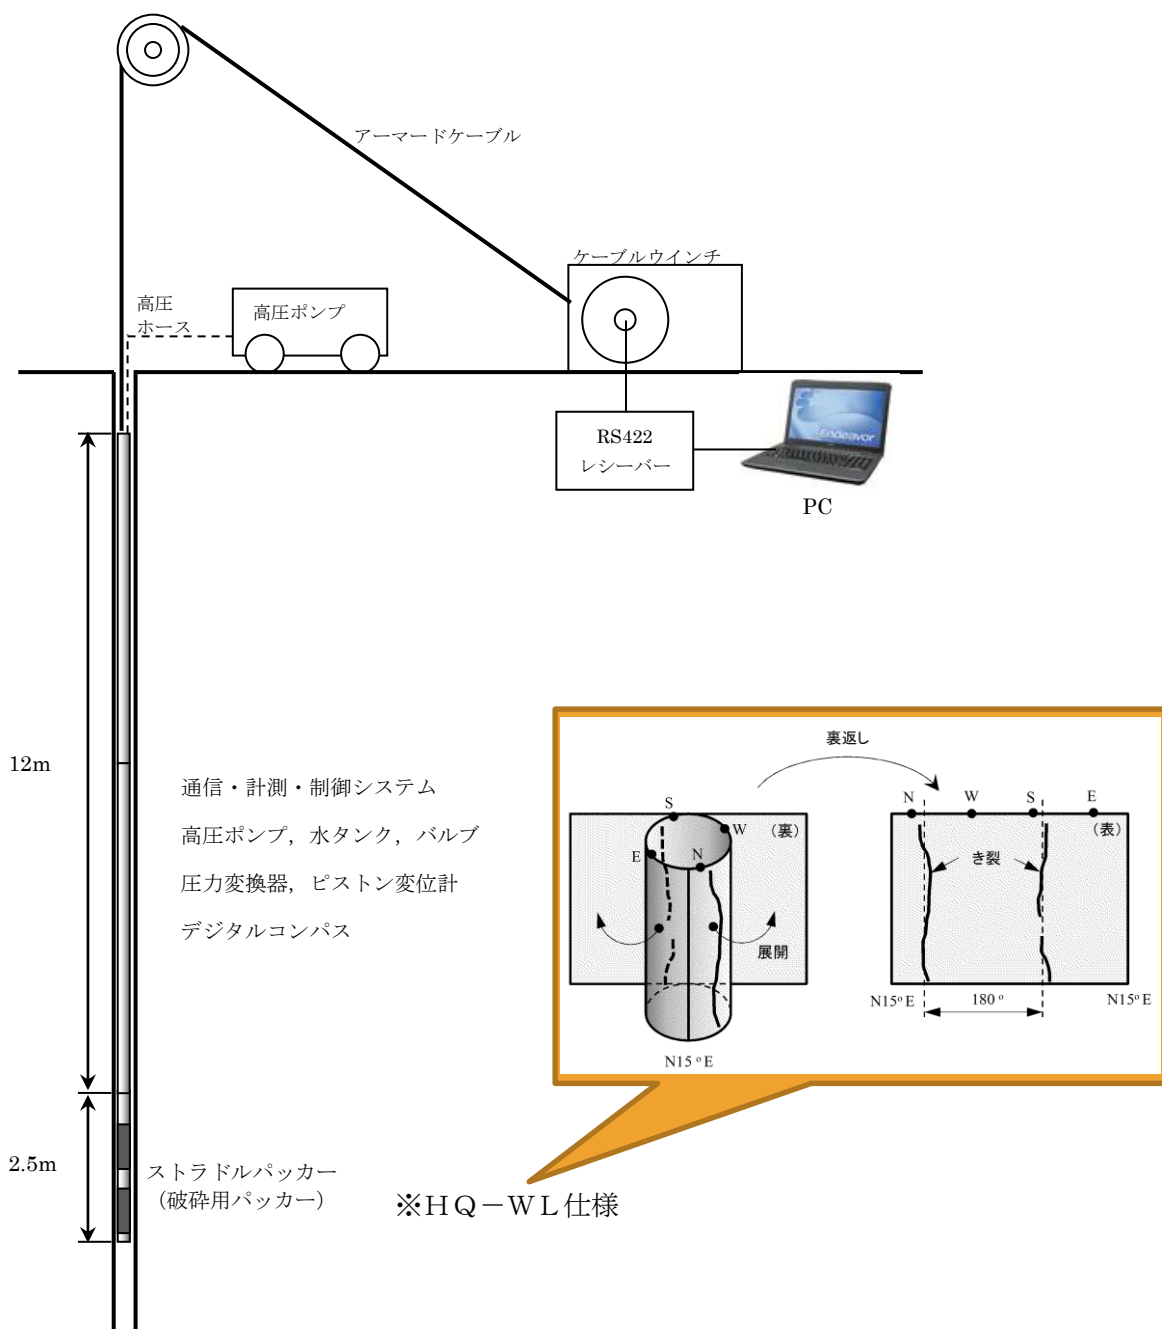 アーマードケーブル
ケーブルウインチ
高圧
ホース
高圧ポンプ
RS422
レシーバー
Endeavor
PC
12m
通信・計測・制御システム
高圧ポンプ，水タンク，バルブ
圧力変換器，ピストン変位計
デジタルコンパス
裏返し
S
W
(裏)
E
N
展開
N15°E
N
W
S
E
(表)
き裂
N15°E
180°
N15°E
2.5m
ストラドルパッカー
（破砕用パッカー）
※ＨＱ－ＷＬ仕様